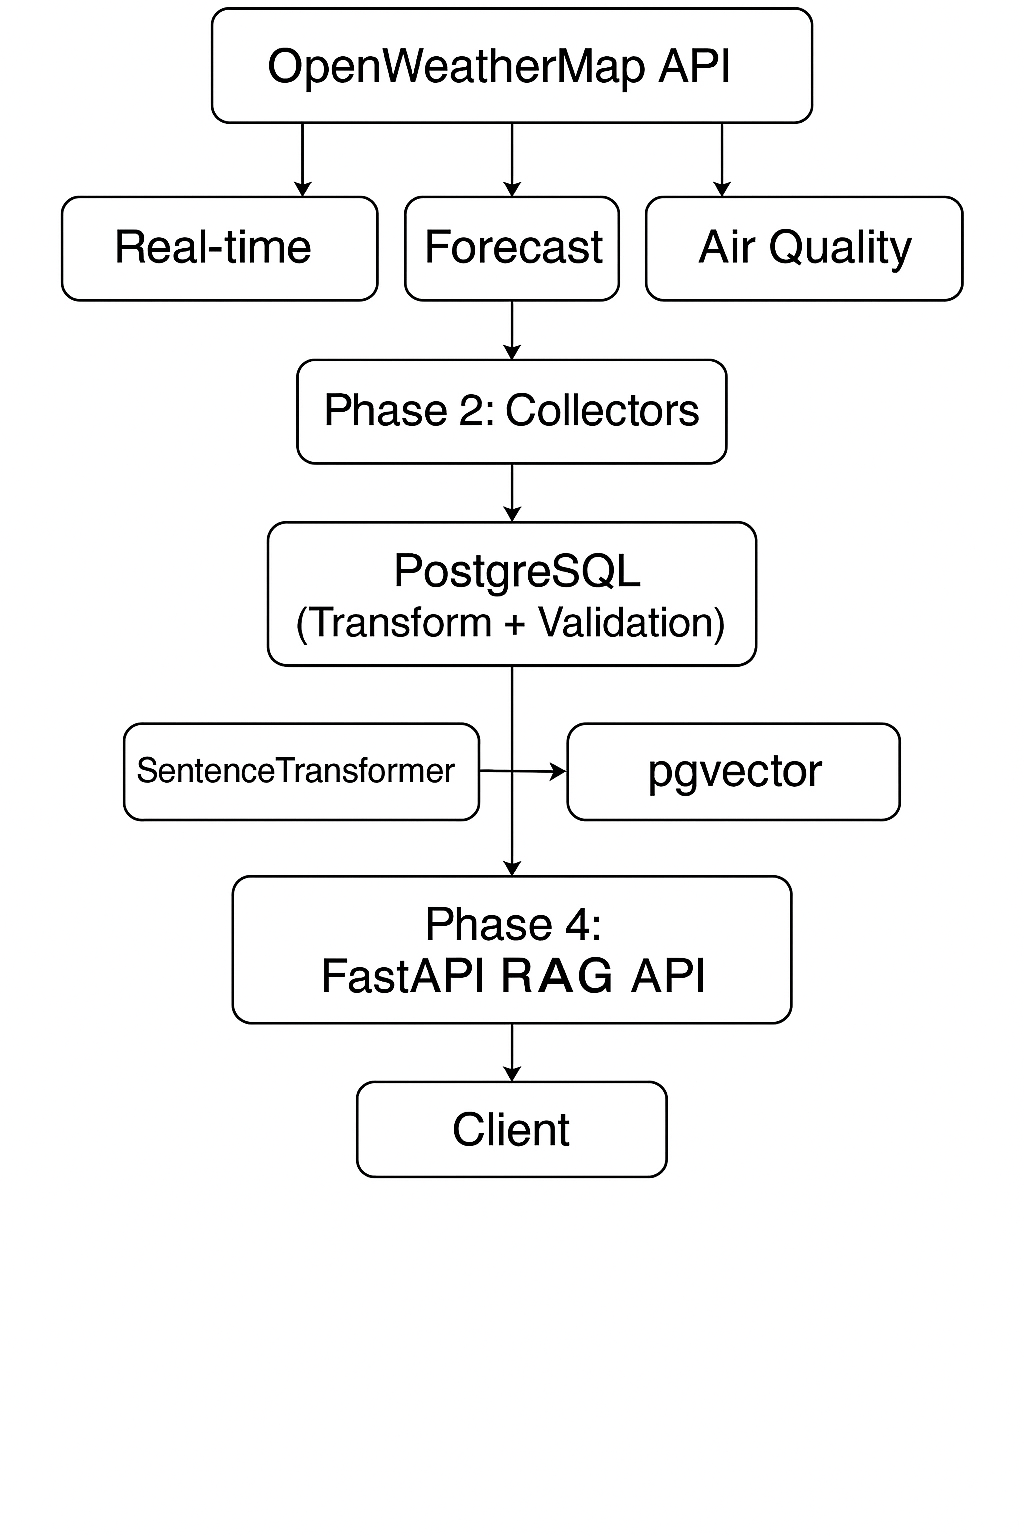 OpenWeatherMap API
Real-time
Forecast
Air Quality
Phase 2: Collectors
PostgreSQL
(Transform + Validation)
SentenceTransformer
pgvector
Phase 4:
FastAPI RAG API
Client